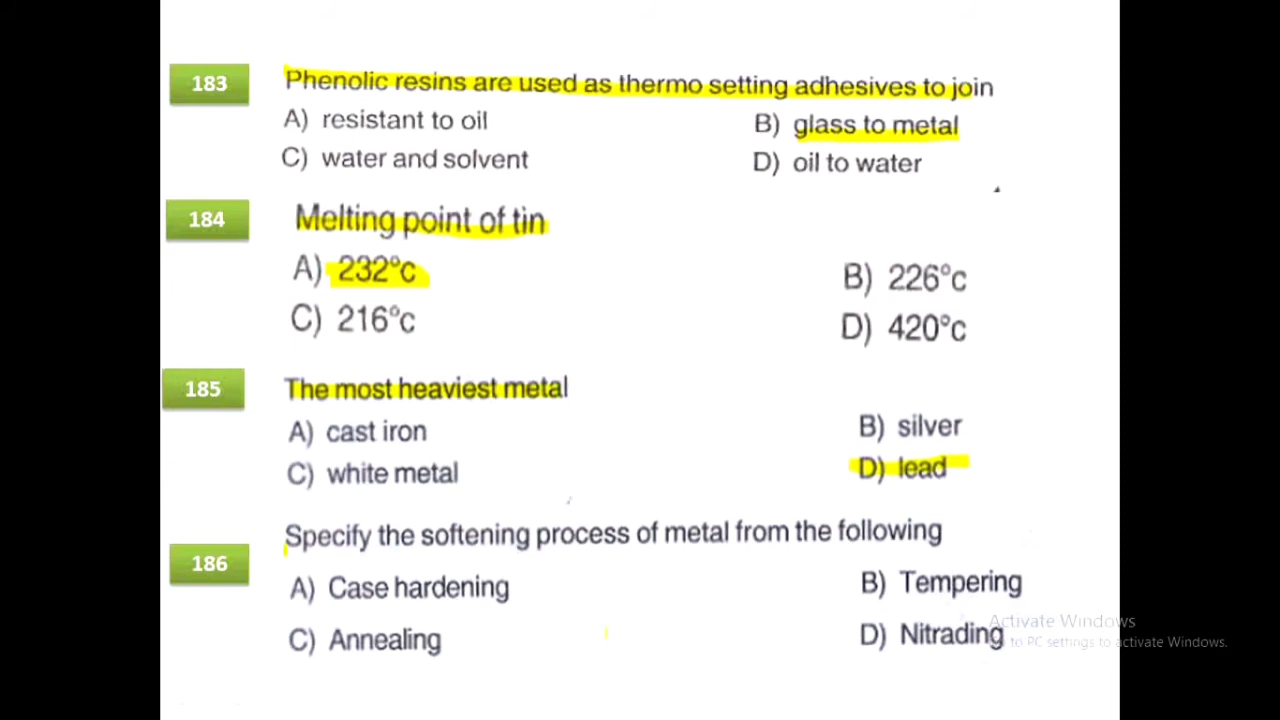 183 Phenolic resins are used as thermo setting adhesives to join
A) resistant to oil B) glass to metal
C) water and solvent D) oil to water
184 Melting point of tin
A) 232°c B) 226°c
C) 216°c D) 420°c
185 The most heaviest metal
A) cast iron B) silver
C) white metal D) lead
186 Specify the softening process of metal from the following
A) Case hardening B) Tempering
C) Annealing D) Nitrading
Activate Windows
to PC settings to activate Windows.